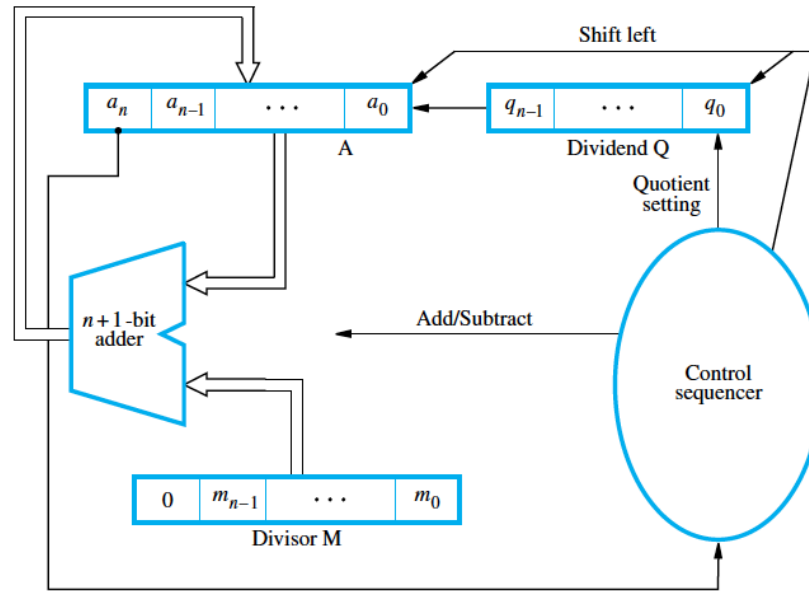 Shift left
aₙ aₙ₋₁ · · · a₀
qₙ₋₁ · · · q₀
A
Dividend Q
Quotient
setting
n + 1-bit
adder
Add/Subtract
Control
sequencer
0 mₙ₋₁ · · · m₀
Divisor M